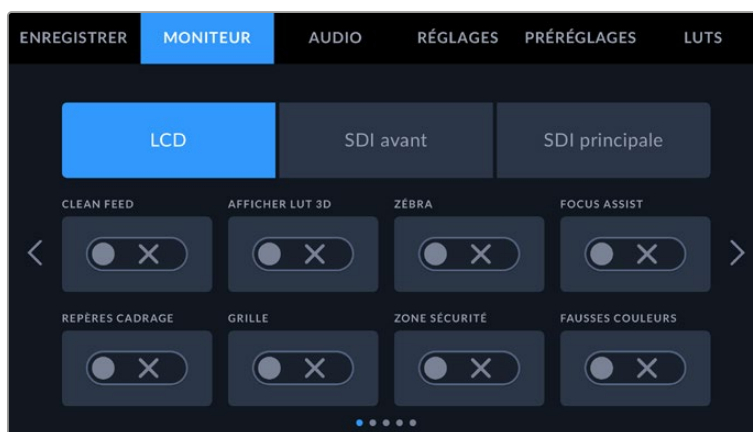 ENREGISTRER MONITEUR AUDIO RÉGLAGES PRÉRÉGLAGES LUTS
LCD SDI avant SDI principale
CLEAN FEED AFFICHER LUT 3D ZÉBRA FOCUS ASSIST
REPÈRES CADRAGE GRILLE ZONE SÉCURITÉ FAUSSES COULEURS